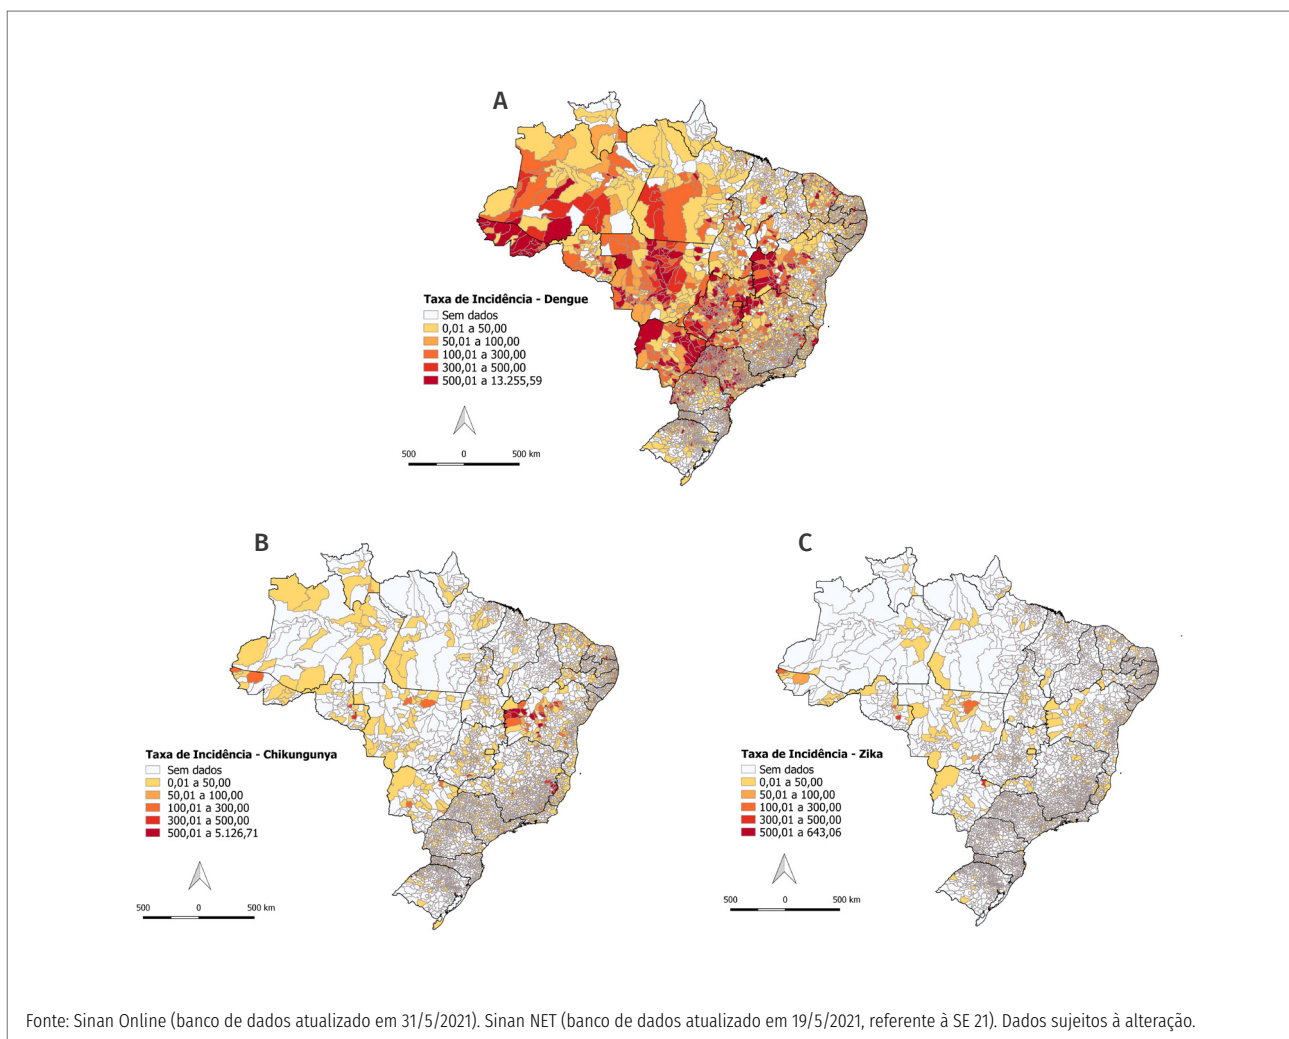 A
Taxa de Incidência - Dengue
Sem dados
0,01 a 50,00
50,01 a 100,00
100,01 a 300,00
300,01 a 500,00
500,01 a 13.255,59
500 0 500 km
B
Taxa de Incidência - Chikungunya
Sem dados
0,01 a 50,00
50,01 a 100,00
100,01 a 300,00
300,01 a 500,00
500,01 a 5.126,71
500 0 500 km
C
Taxa de Incidência - Zika
Sem dados
0,01 a 50,00
50,01 a 100,00
100,01 a 300,00
300,01 a 500,00
500,01 a 643,06
500 0 500 km
Fonte: Sinan Online (banco de dados atualizado em 31/5/2021). Sinan NET (banco de dados atualizado em 19/5/2021, referente à SE 21). Dados sujeitos à alteração.